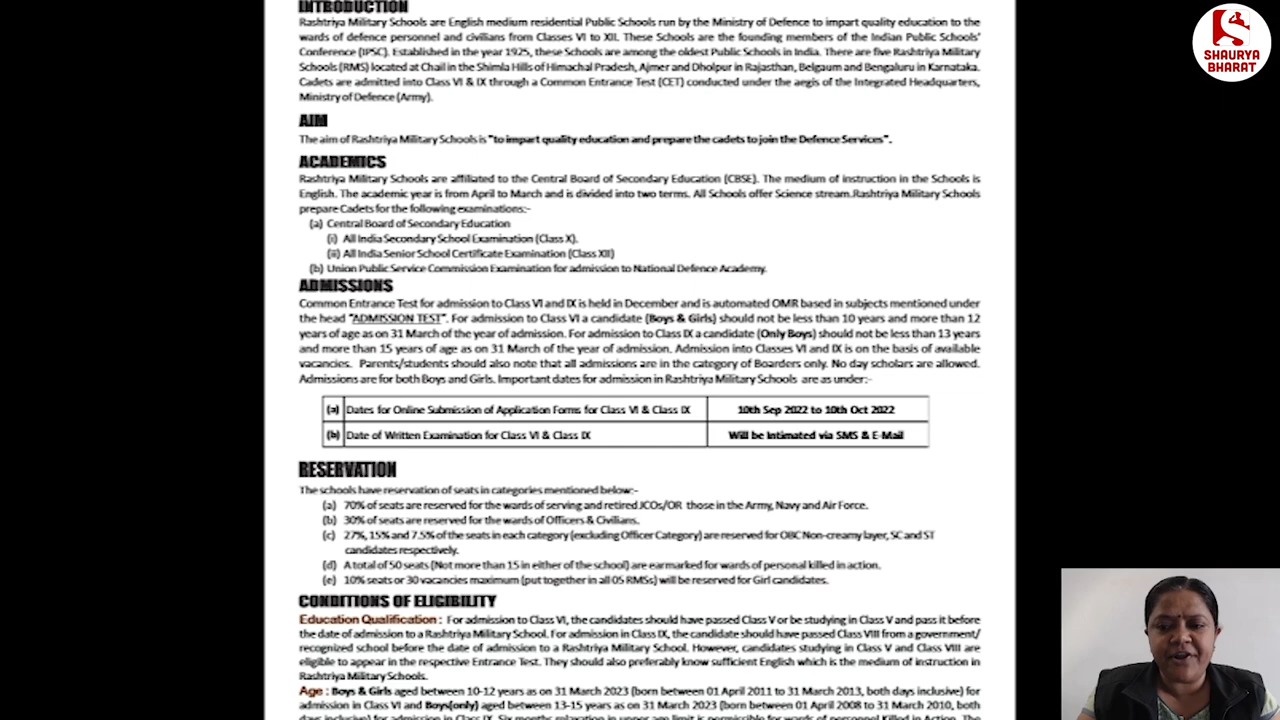 INTRODUCTION
Rashtriya Military Schools are English medium residential Public Schools run by the Ministry of Defence to impart quality education to the
wards of defence personnel and civilians from Classes VI to XII. These Schools are the founding members of the Indian Public Schools'
Conference (IPSC). Established in the year 1925, these Schools are among the oldest Public Schools in India. There are five Rashtriya Military
Schools (RMS) located at Chail in the Shimla Hills of Himachal Pradesh, Ajmer and Dholpur in Rajasthan, Belgaum and Bengaluru in Karnataka.
Cadets are admitted into Class VI & IX through a Common Entrance Test (CET) conducted under the aegis of the Integrated Headquarters,
Ministry of Defence (Army).
AIM
The aim of Rashtriya Military Schools is "to impart quality education and prepare the cadets to join the Defence Services".
ACADEMICS
Rashtriya Military Schools are affiliated to the Central Board of Secondary Education (CBSE). The medium of instruction in the Schools is
English. The academic year is from April to March and is divided into two terms. All Schools offer Science stream.Rashtriya Military Schools
prepare Cadets for the following examinations:-
(a) Central Board of Secondary Education
(i) All India Secondary School Examination (Class X).
(ii) All India Senior School Certificate Examination (Class XII)
(b) Union Public Service Commission Examination for admission to National Defence Academy.
ADMISSIONS
Common Entrance Test for admission to Class VI and IX is held in December and is automated OMR based in subjects mentioned under
the head "ADMISSION TEST". For admission to Class VI a candidate (Boys & Girls) should not be less than 10 years and more than 12
years of age as on 31 March of the year of admission. For admission to Class IX a candidate (Only Boys) should not be less than 13 years
and more than 15 years of age as on 31 March of the year of admission. Admission into Classes VI and IX is on the basis of available
vacancies. Parents/students should also note that all admissions are in the category of Boarders only. No day scholars are allowed.
Admissions are for both Boys and Girls. Important dates for admission in Rashtriya Military Schools are as under:-
(a) Dates for Online Submission of Application Forms for Class VI & Class IX 10th Sep 2022 to 10th Oct 2022
(b) Date of Written Examination for Class VI & Class IX Will be Intimated via SMS & E-Mail
RESERVATION
The schools have reservation of seats in categories mentioned below:-
(a) 70% of seats are reserved for the wards of serving and retired JCOs/OR those in the Army, Navy and Air Force.
(b) 30% of seats are reserved for the wards of Officers & Civilians.
(c) 27%, 15% and 7.5% of the seats in each category (excluding Officer Category) are reserved for OBC Non-creamy layer, SC and ST
candidates respectively.
(d) A total of 50 seats (Not more than 15 in either of the school) are earmarked for wards of personal killed in action.
(e) 10% seats or 30 vacancies maximum (put together in all 05 RMSs) will be reserved for Girl candidates.
CONDITIONS OF ELIGIBILITY
Education Qualification : For admission to Class VI, the candidates should have passed Class V or be studying in Class V and pass it before
the date of admission to a Rashtriya Military School. For admission in Class IX, the candidate should have passed Class VIII from a government/
recognized school before the date of admission to a Rashtriya Military School. However, candidates studying in Class V and Class VIII are
eligible to appear in the respective Entrance Test. They should also preferably know sufficient English which is the medium of instruction in
Rashtriya Military Schools.
Age : Boys & Girls aged between 10-12 years as on 31 March 2023 (born between 01 April 2011 to 31 March 2013, both days inclusive) for
admission in Class VI and Boys(only) aged between 13-15 years as on 31 March 2023 (born between 01 April 2008 to 31 March 2010, both
days inclusive) for admission in Class IX. Six months relaxation in upper age limit is permissible for wards of personnel Killed in Action. The
SHAURYA
BHARAT